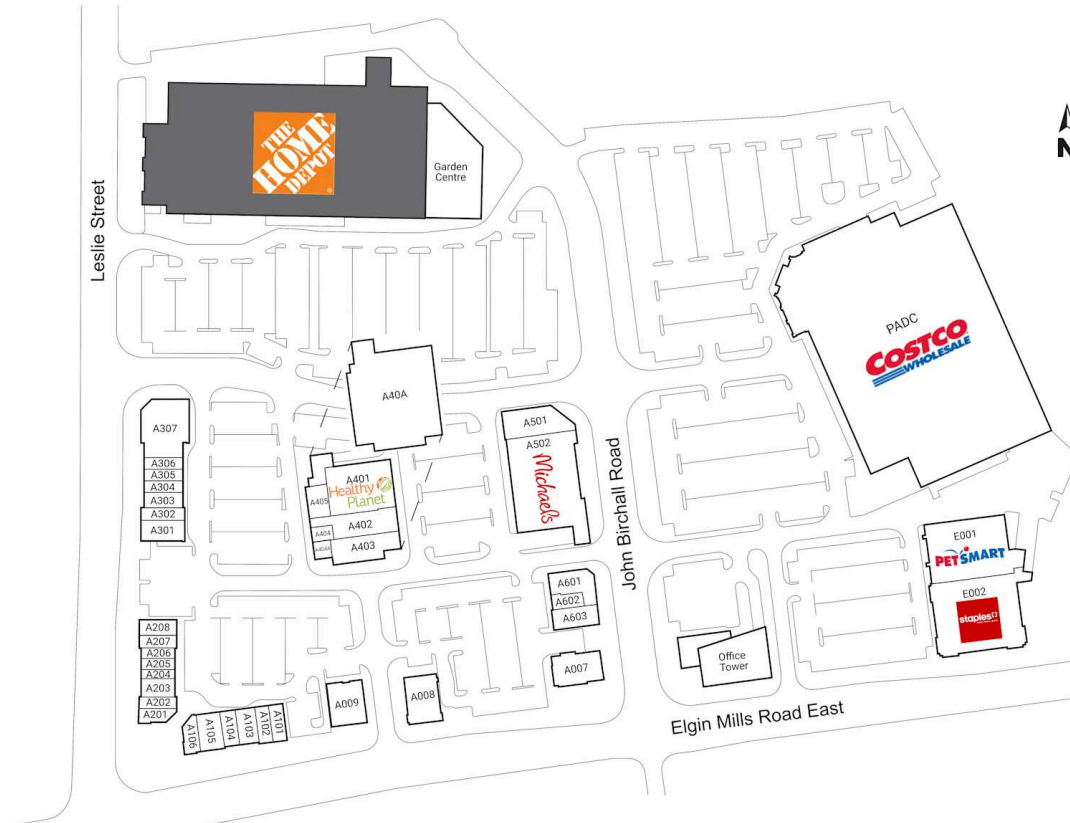 THE
HOME
DEPOT
®
Garden
Centre
N
Leslie Street
PADC
COSTCO
WHOLESALE
A40A
A307
A306
A305
A304
A303
A302
A301
A501
A502
Michaels
A401
Healthy
Planet
A405
A402
A404
A403
John Birchall Road
E001
PETSMART
E002
staples
A601
A602
A603
A007
Office
Tower
A208
A207
A206
A205
A204
A203
A202
A201
A106
A105
A104
A103
A102
A101
A009
A008
Elgin Mills Road East